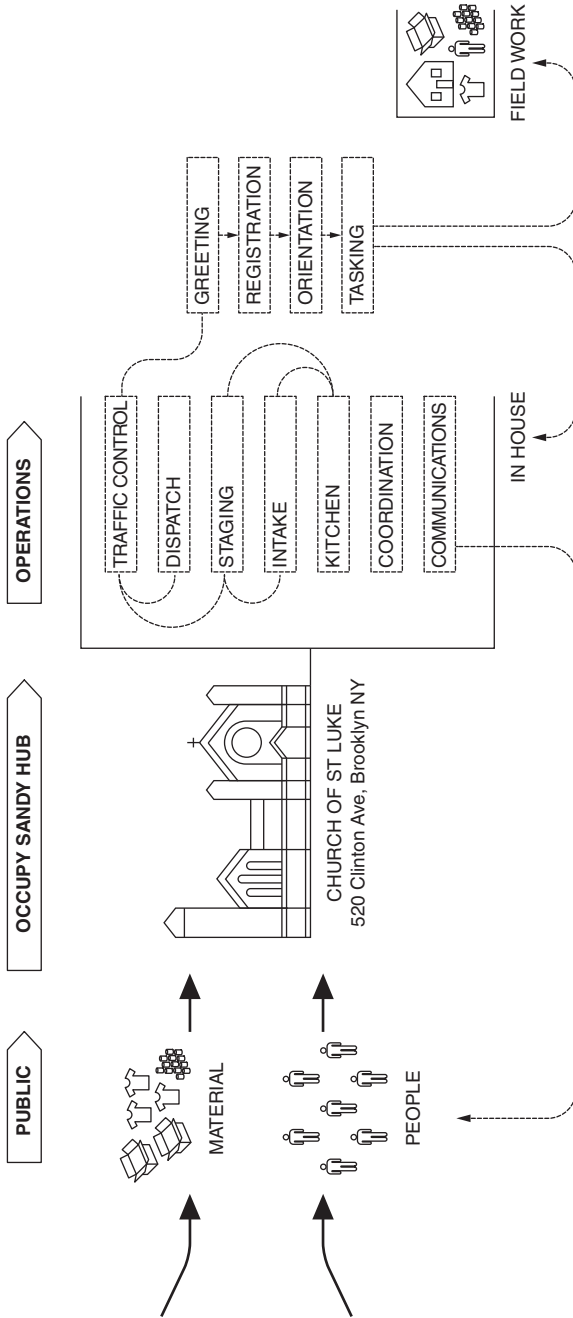 PUBLIC
OCCUPY SANDY HUB
OPERATIONS
MATERIAL
PEOPLE
CHURCH OF ST LUKE
520 Clinton Ave, Brooklyn NY
TRAFFIC CONTROL
DISPATCH
STAGING
INTAKE
KITCHEN
COORDINATION
COMMUNICATIONS
IN HOUSE
GREETING
REGISTRATION
ORIENTATION
TASKING
FIELD WORK